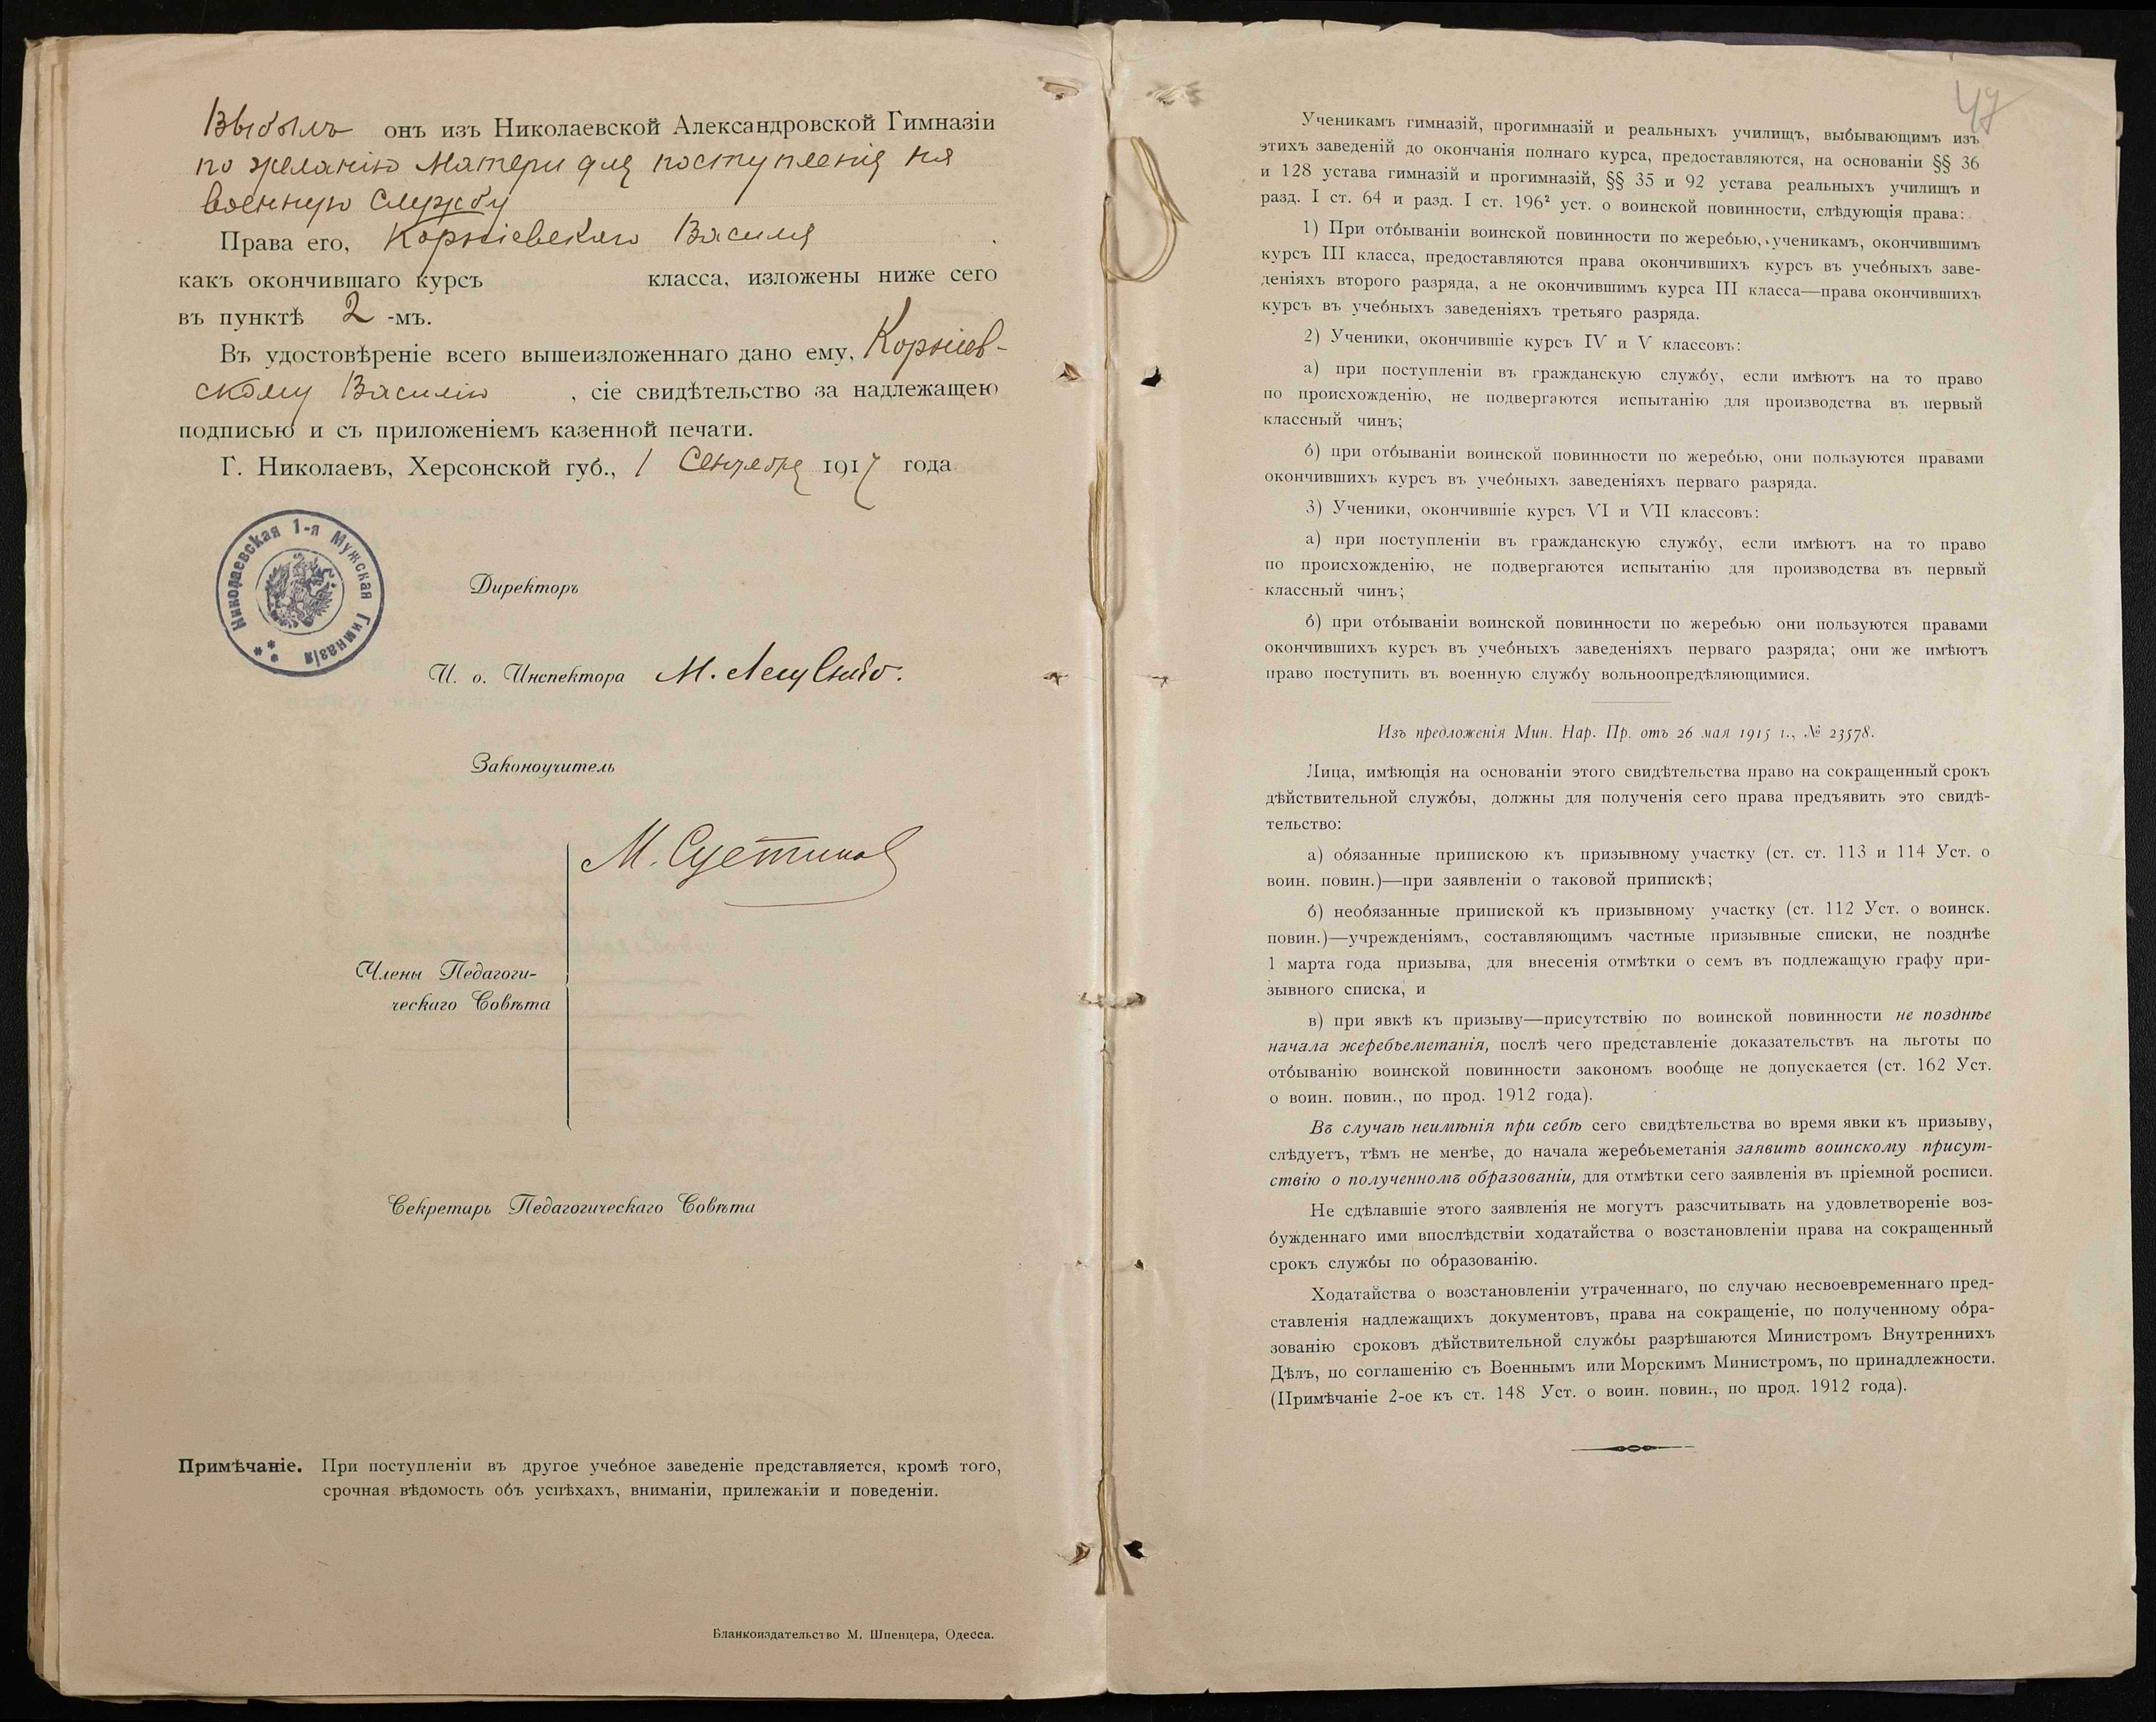 Выбылъ онъ изъ Николаевской Александровской Гимназіи
по желанію Матери для поступленія на
военную службу
Права его, Корніевскаго Василія
какъ окончившаго курсъ класса, изложены ниже сего
въ пунктѣ 2 -мъ.
Въ удостовѣреніе всего вышеизложеннаго дано ему, Корніев-
скому Василію , сіе свидѣтельство за надлежащею
подписью и съ приложеніемъ казенной печати.
Г. Николаевъ, Херсонской губ., 1 Сентября 1917 года
Николаевская 1-я Мужская Гимназія
Директоръ
И. о. Инспектора М.
Законоучитель
М.
Члены Педагоги-
ческаго Совѣта
Секретарь Педагогическаго Совѣта
Примѣчаніе. При поступленіи въ другое учебное заведеніе представляется, кромѣ того,
срочная вѣдомость объ успѣхахъ, вниманіи, прилежаніи и поведеніи.
Бланкоиздательство М. Шпенцера, Одесса.
47
Ученикамъ гимназій, прогимназій и реальныхъ училищъ, выбывающимъ изъ
этихъ заведеній до окончанія полнаго курса, предоставляются, на основаніи §§ 36
и 128 устава гимназій и прогимназій, §§ 35 и 92 устава реальныхъ училищъ и
разд. I ст. 64 и разд. I ст. 196² уст. о воинской повинности, слѣдующія права:
1) При отбываніи воинской повинности по жеребью, ученикамъ, окончившимъ
курсъ III класса, предоставляются права окончившихъ курсъ въ учебныхъ заве-
деніяхъ второго разряда, а не окончившимъ курса III класса—права окончившихъ
курсъ въ учебныхъ заведеніяхъ третьяго разряда.
2) Ученики, окончившіе курсъ IV и V классовъ:
а) при поступленіи въ гражданскую службу, если имѣютъ на то право
по происхожденію, не подвергаются испытанію для производства въ первый
классный чинъ;
б) при отбываніи воинской повинности по жеребью, они пользуются правами
окончившихъ курсъ въ учебныхъ заведеніяхъ перваго разряда.
3) Ученики, окончившіе курсъ VI и VII классовъ:
а) при поступленіи въ гражданскую службу, если имѣютъ на то право
по происхожденію, не подвергаются испытанію для производства въ первый
классный чинъ;
б) при отбываніи воинской повинности по жеребью они пользуются правами
окончившихъ курсъ въ учебныхъ заведеніяхъ перваго разряда; они же имѣютъ
право поступить въ военную службу вольноопредѣляющимися.
Изъ предложенія Мин. Нар. Пр. отъ 26 мая 1915 г., № 23578.
Лица, имѣющія на основаніи этого свидѣтельства право на сокращенный срокъ
дѣйствительной службы, должны для полученія сего права предъявить это свидѣ-
тельство:
а) обязанные припискою къ призывному участку (ст. ст. 113 и 114 Уст. о
воин. повин.)—при заявленіи о таковой припискѣ;
б) необязанные припиской къ призывному участку (ст. 112 Уст. о воинск.
повин.)—учрежденіямъ, составляющимъ частные призывные списки, не позднѣе
1 марта года призыва, для внесенія отмѣтки о семъ въ подлежащую графу при-
зывного списка, и
в) при явкѣ къ призыву—присутствію по воинской повинности не позднѣе
начала жеребьеметанія, послѣ чего представленіе доказательствъ на льготы по
отбыванію воинской повинности закономъ вообще не допускается (ст. 162 Уст.
о воин. повин., по прод. 1912 года).
Въ случаѣ неимѣнія при себѣ сего свидѣтельства во время явки къ призыву,
слѣдуетъ, тѣмъ не менѣе, до начала жеребьеметанія заявить воинскому присут-
ствію о полученномъ образованіи, для отмѣтки сего заявленія въ пріемной росписи.
Не сдѣлавшіе этого заявленія не могутъ разсчитывать на удовлетвореніе воз-
бужденнаго ими впослѣдствіи ходатайства о возстановленіи права на сокращенный
срокъ службы по образованію.
Ходатайства о возстановленіи утраченнаго, по случаю несвоевременнаго пред-
ставленія надлежащихъ документовъ, права на сокращеніе, по полученному обра-
зованію сроковъ дѣйствительной службы разрѣшаются Министромъ Внутреннихъ
Дѣлъ, по соглашенію съ Военнымъ или Морскимъ Министромъ, по принадлежности.
(Примѣчаніе 2-ое къ ст. 148 Уст. о воин. повин., по прод. 1912 года).